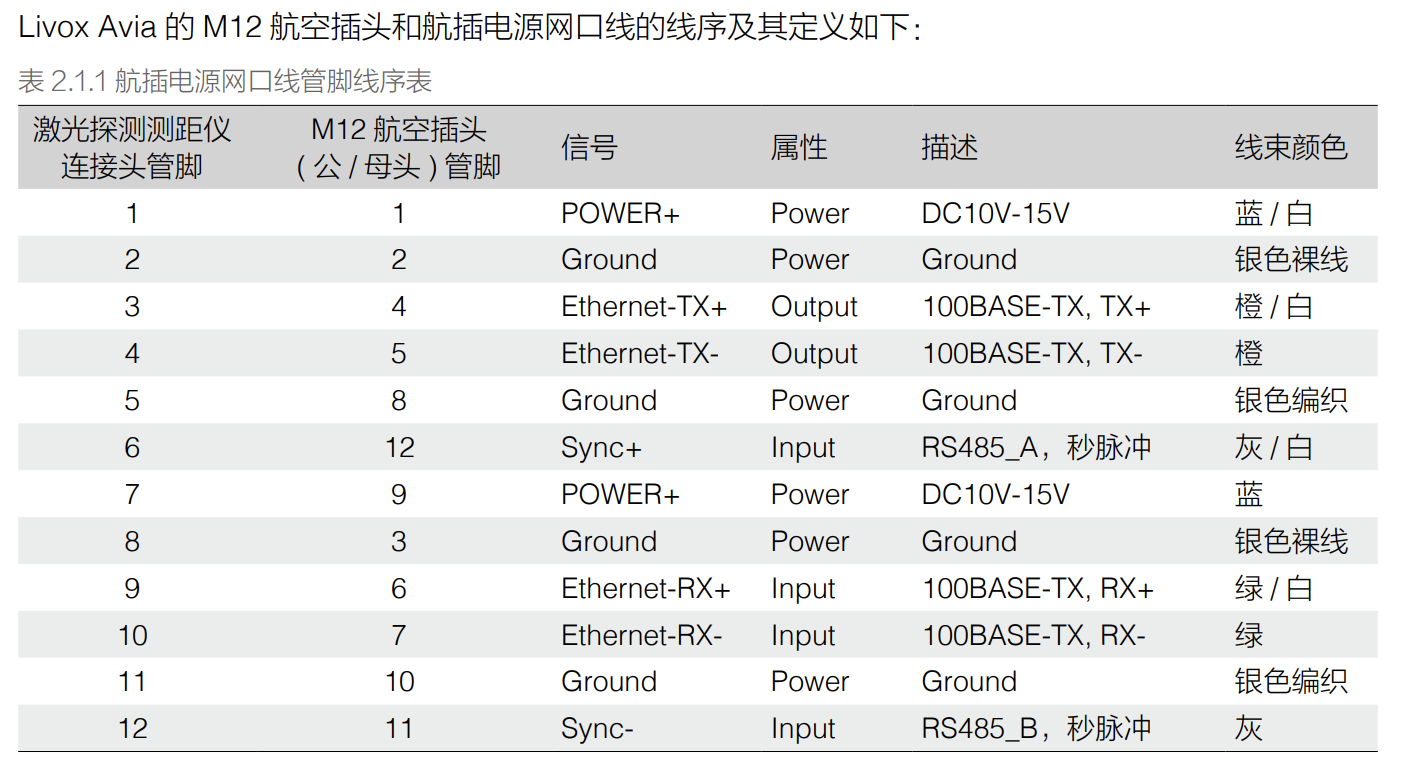 Livox Avia 的 M12 航空插头和航插电源网口线的线序及其定义如下：
表 2.1.1 航插电源网口线管脚线序表
激光探测测距仪连接头管脚 M12 航空插头(公/母头)管脚 信号 属性 描述 线束颜色
1 1 POWER+ Power DC10V-15V 蓝/白
2 2 Ground Power Ground 银色裸线
3 4 Ethernet-TX+ Output 100BASE-TX, TX+ 橙/白
4 5 Ethernet-TX- Output 100BASE-TX, TX- 橙
5 8 Ground Power Ground 银色编织
6 12 Sync+ Input RS485_A，秒脉冲 灰/白
7 9 POWER+ Power DC10V-15V 蓝
8 3 Ground Power Ground 银色裸线
9 6 Ethernet-RX+ Input 100BASE-TX, RX+ 绿/白
10 7 Ethernet-RX- Input 100BASE-TX, RX- 绿
11 10 Ground Power Ground 银色编织
12 11 Sync- Input RS485_B，秒脉冲 灰